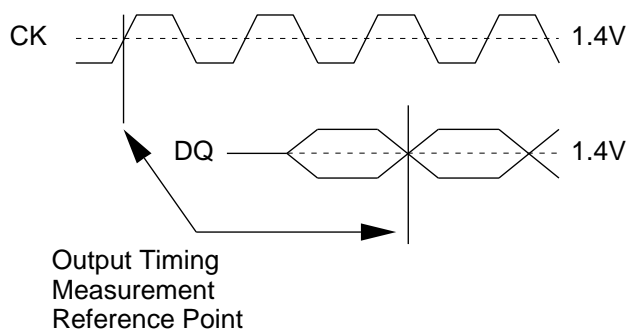 CK 1.4V
DQ 1.4V
Output Timing
Measurement
Reference Point